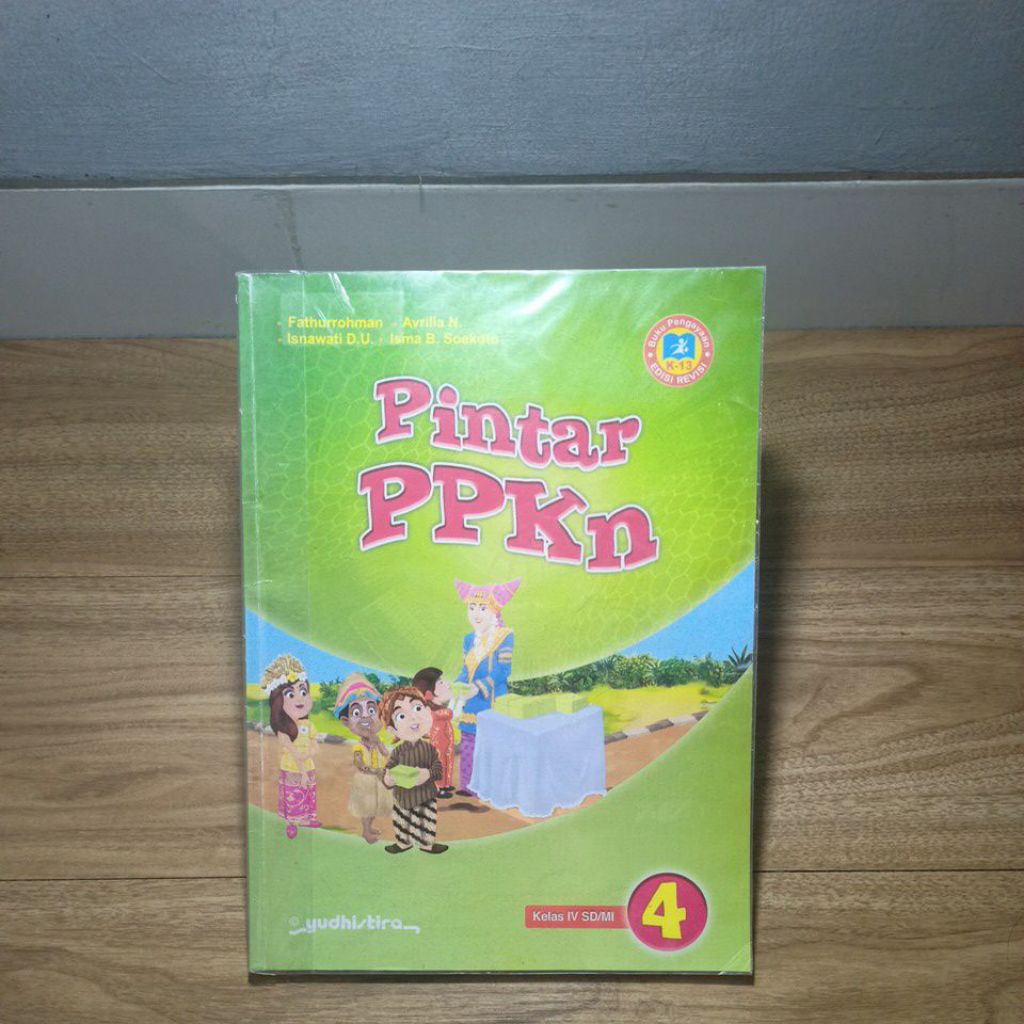 - Fathurrohman - Avrilia N.
- Isnawati D.U. - Isma B. Soekoto
Buku Pengayaan
K-13
EDISI REVISI
Pintar
PPKn
© yudhistira
Kelas IV SD/MI
4